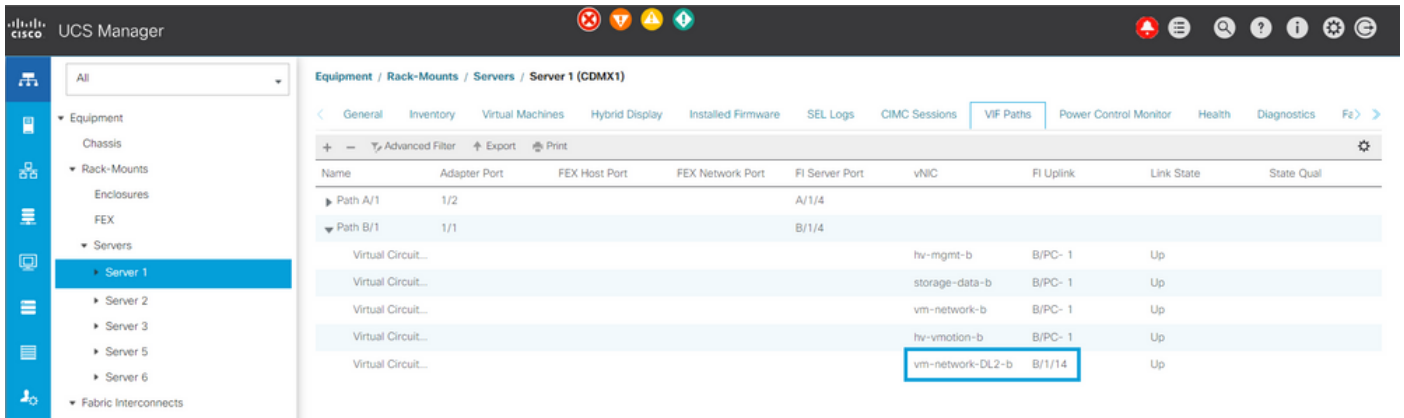 cisco UCS Manager
All
Equipment
Chassis
Rack-Mounts
Enclosures
FEX
Servers
Server 1
Server 2
Server 3
Server 5
Server 6
Fabric Interconnects
Equipment / Rack-Mounts / Servers / Server 1 (CDMX1)
General Inventory Virtual Machines Hybrid Display Installed Firmware SEL Logs CIMC Sessions VIF Paths Power Control Monitor Health Diagnostics
+ − Advanced Filter Export Print
Name Adapter Port FEX Host Port FEX Network Port FI Server Port vNIC FI Uplink Link State State Qual
Path A/1 1/2 A/1/4
Path B/1 1/1 B/1/4
Virtual Circuit... hv-mgmt-b B/PC- 1 Up
Virtual Circuit... storage-data-b B/PC- 1 Up
Virtual Circuit... vm-network-b B/PC- 1 Up
Virtual Circuit... hv-vmotion-b B/PC- 1 Up
Virtual Circuit... vm-network-DL2-b B/1/14 Up